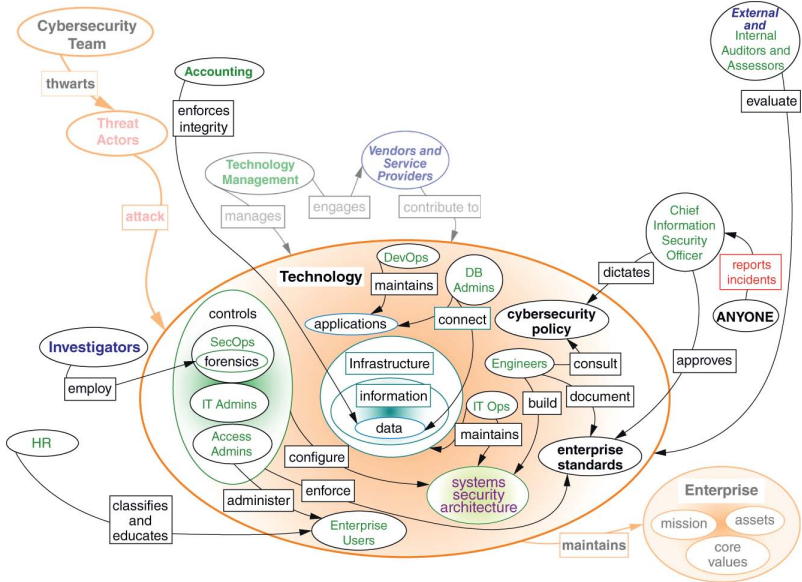 Cybersecurity
Team
thwarts
Threat
Actors
attack
Accounting
enforces
integrity
Technology
Management
manages
engages
Vendors and
Service
Providers
contribute to
External
and
Internal
Auditors and
Assessors
evaluate
Chief
Information
Security
Officer
dictates
reports
incidents
ANYONE
approves
Technology
DevOps
maintains
applications
DB
Admins
connect
cybersecurity
policy
controls
SecOps
forensics
IT Admins
Access
Admins
Investigators
employ
Infrastructure
information
data
Engineers
consult
build
document
IT Ops
maintains
enterprise
standards
configure
systems
security
architecture
enforce
administer
HR
classifies
and
educates
Enterprise
Users
maintains
Enterprise
mission
assets
core
values